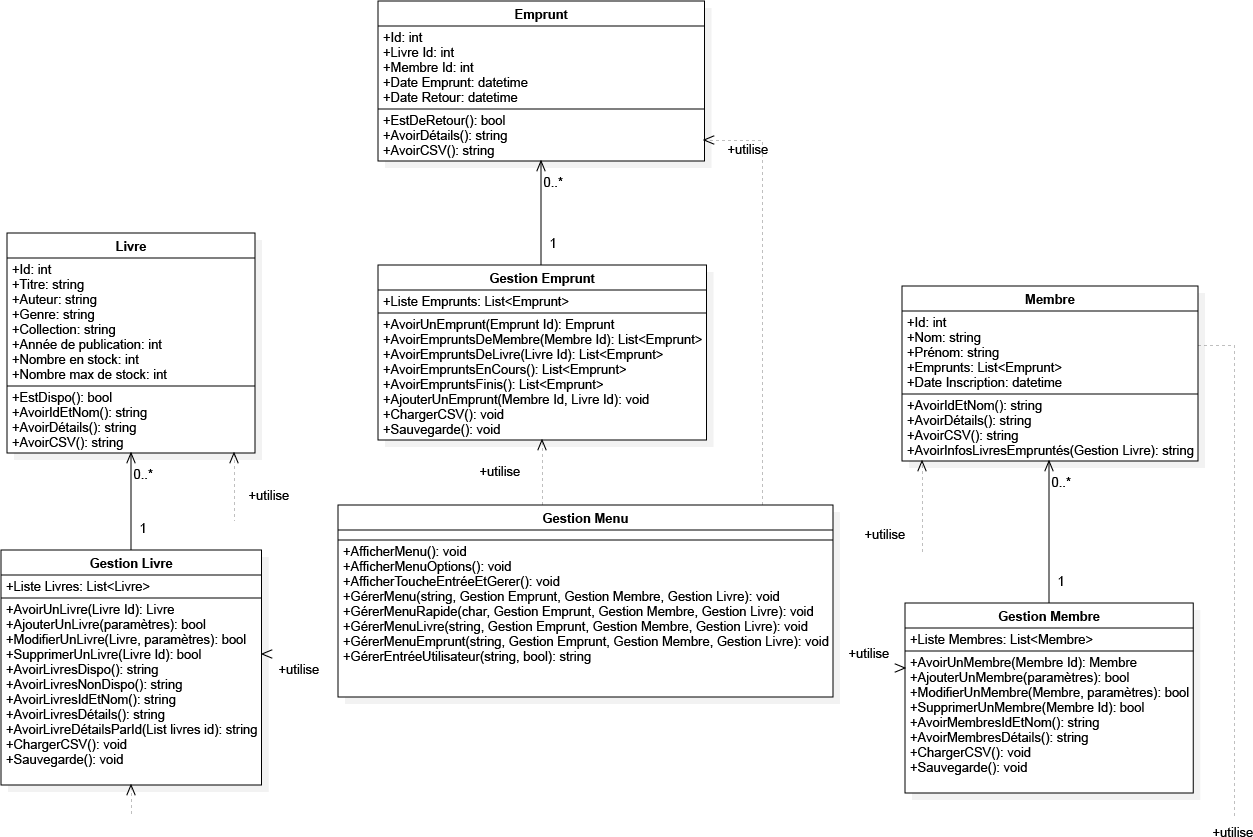 Emprunt
+Id: int
+Livre Id: int
+Membre Id: int
+Date Emprunt: datetime
+Date Retour: datetime
+EstDeRetour(): bool
+AvoirDétails(): string
+AvoirCSV(): string
+utilise
0..*
1
Livre
+Id: int
+Titre: string
+Auteur: string
+Genre: string
+Collection: string
+Année de publication: int
+Nombre en stock: int
+Nombre max de stock: int
+EstDispo(): bool
+AvoirIdEtNom(): string
+AvoirDétails(): string
+AvoirCSV(): string
0..*
+utilise
1
Gestion Emprunt
+Liste Emprunts: List<Emprunt>
+AvoirUnEmprunt(Emprunt Id): Emprunt
+AvoirEmpruntsDeMembre(Membre Id): List<Emprunt>
+AvoirEmpruntsDeLivre(Livre Id): List<Emprunt>
+AvoirEmpruntsEnCours(): List<Emprunt>
+AvoirEmpruntsFinis(): List<Emprunt>
+AjouterUnEmprunt(Membre Id, Livre Id): void
+ChargerCSV(): void
+Sauvegarde(): void
+utilise
Membre
+Id: int
+Nom: string
+Prénom: string
+Emprunts: List<Emprunt>
+Date Inscription: datetime
+AvoirIdEtNom(): string
+AvoirDétails(): string
+AvoirCSV(): string
+AvoirInfosLivresEmpruntés(Gestion Livre): string
0..*
+utilise
1
Gestion Menu
+AfficherMenu(): void
+AfficherMenuOptions(): void
+AfficherToucheEntréeEtGerer(): void
+GérerMenu(string, Gestion Emprunt, Gestion Membre, Gestion Livre): void
+GérerMenuRapide(char, Gestion Emprunt, Gestion Membre, Gestion Livre): void
+GérerMenuLivre(string, Gestion Emprunt, Gestion Membre, Gestion Livre): void
+GérerMenuEmprunt(string, Gestion Emprunt, Gestion Membre, Gestion Livre): void
+GérerEntréeUtilisateur(string, bool): string
Gestion Livre
+Liste Livres: List<Livre>
+AvoirUnLivre(Livre Id): Livre
+AjouterUnLivre(paramètres): bool
+ModifierUnLivre(Livre, paramètres): bool
+SupprimerUnLivre(Livre Id): bool
+AvoirLivresDispo(): string
+AvoirLivresNonDispo(): string
+AvoirLivresIdEtNom(): string
+AvoirLivresDétails(): string
+AvoirLivreDétailsParId(List livres id): string
+ChargerCSV(): void
+Sauvegarde(): void
+utilise
+utilise
Gestion Membre
+Liste Membres: List<Membre>
+AvoirUnMembre(Membre Id): Membre
+AjouterUnMembre(paramètres): bool
+ModifierUnMembre(Membre, paramètres): bool
+SupprimerUnMembre(Membre Id): bool
+AvoirMembresIdEtNom(): string
+AvoirMembresDétails(): string
+ChargerCSV(): void
+Sauvegarde(): void
+utilise